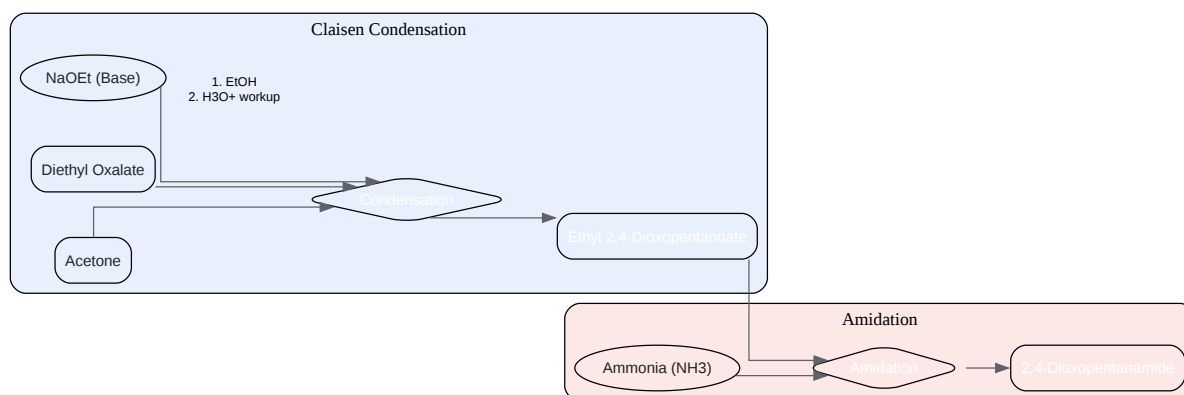 Claisen Condensation
NaOEt (Base)
1. EtOH
2. H3O+ workup
Diethyl Oxalate
Condensation
Ethyl 2,4-Dioxopentanoate
Acetone
Amidation
Ammonia (NH3)
Amidation
2,4-Dioxopentanamide